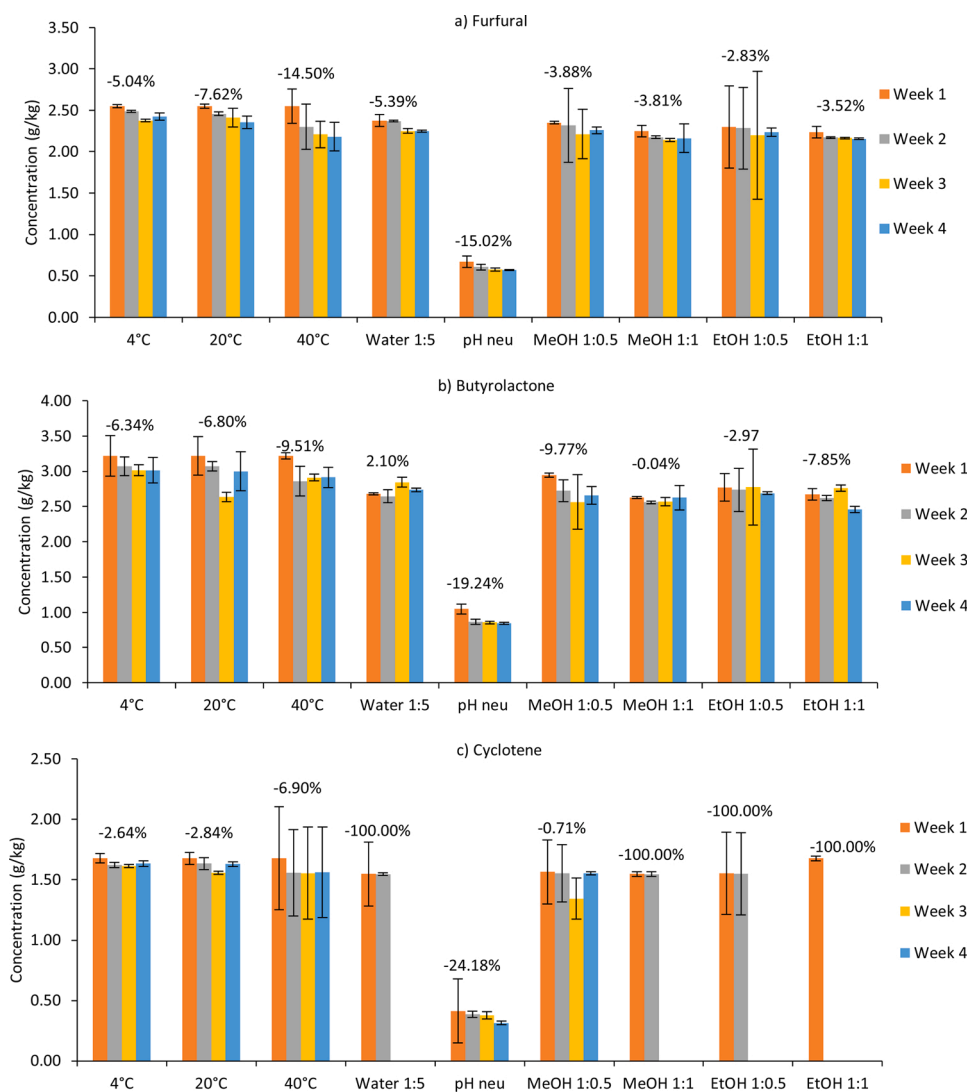 a) Furfural
Concentration (g/kg)
3.50
3.00
2.50
2.00
1.50
1.00
0.50
0.00
-5.04%
-7.62%
-14.50%
-5.39%
-15.02%
-3.88%
-3.81%
-2.83%
-3.52%
4°C 20°C 40°C Water 1:5 pH neu MeOH 1:0.5 MeOH 1:1 EtOH 1:0.5 EtOH 1:1
Week 1
Week 2
Week 3
Week 4
b) Butyrolactone
Concentration (g/kg)
4.00
3.50
3.00
2.50
2.00
1.50
1.00
0.50
0.00
-6.34%
-6.80%
-9.51%
2.10%
-19.24%
-9.77%
-0.04%
-2.97
-7.85%
4°C 20°C 40°C Water 1:5 pH neu MeOH 1:0.5 MeOH 1:1 EtOH 1:0.5 EtOH 1:1
Week 1
Week 2
Week 3
Week 4
c) Cyclotene
Concentration (g/kg)
2.50
2.00
1.50
1.00
0.50
0.00
-2.64%
-2.84%
-6.90%
-100.00%
-24.18%
-0.71%
-100.00%
-100.00%
-100.00%
4°C 20°C 40°C Water 1:5 pH neu MeOH 1:0.5 MeOH 1:1 EtOH 1:0.5 EtOH 1:1
Week 1
Week 2
Week 3
Week 4